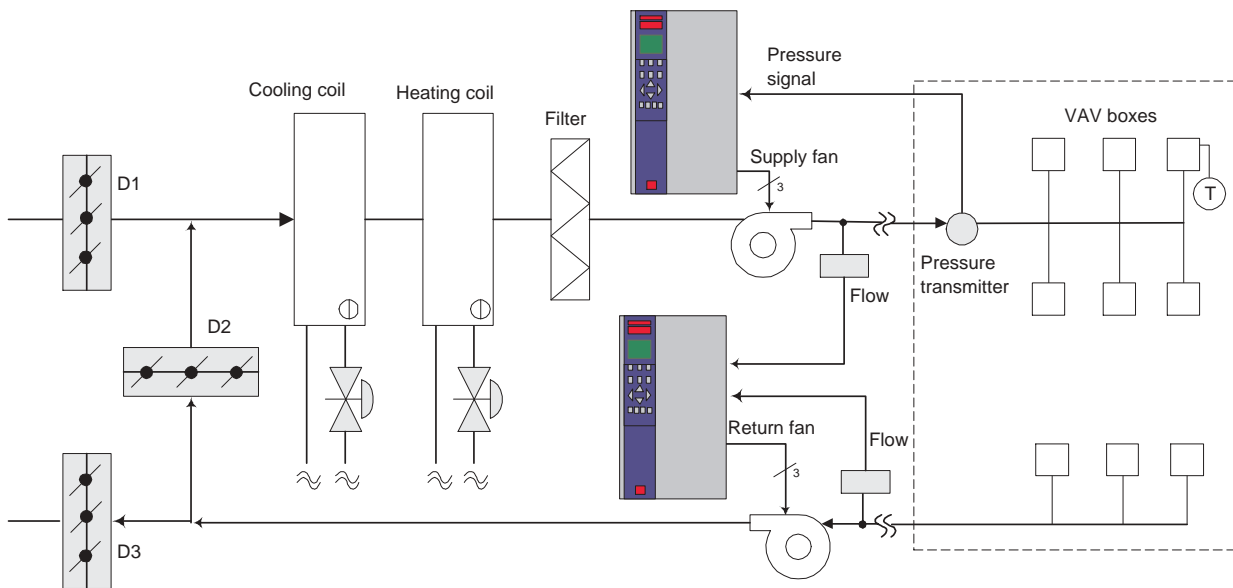 Cooling coil
Heating coil
Filter
Pressure
signal
VAV boxes
D1
Supply fan
3
T
Pressure
transmitter
Flow
D2
Return fan
Flow
3
D3